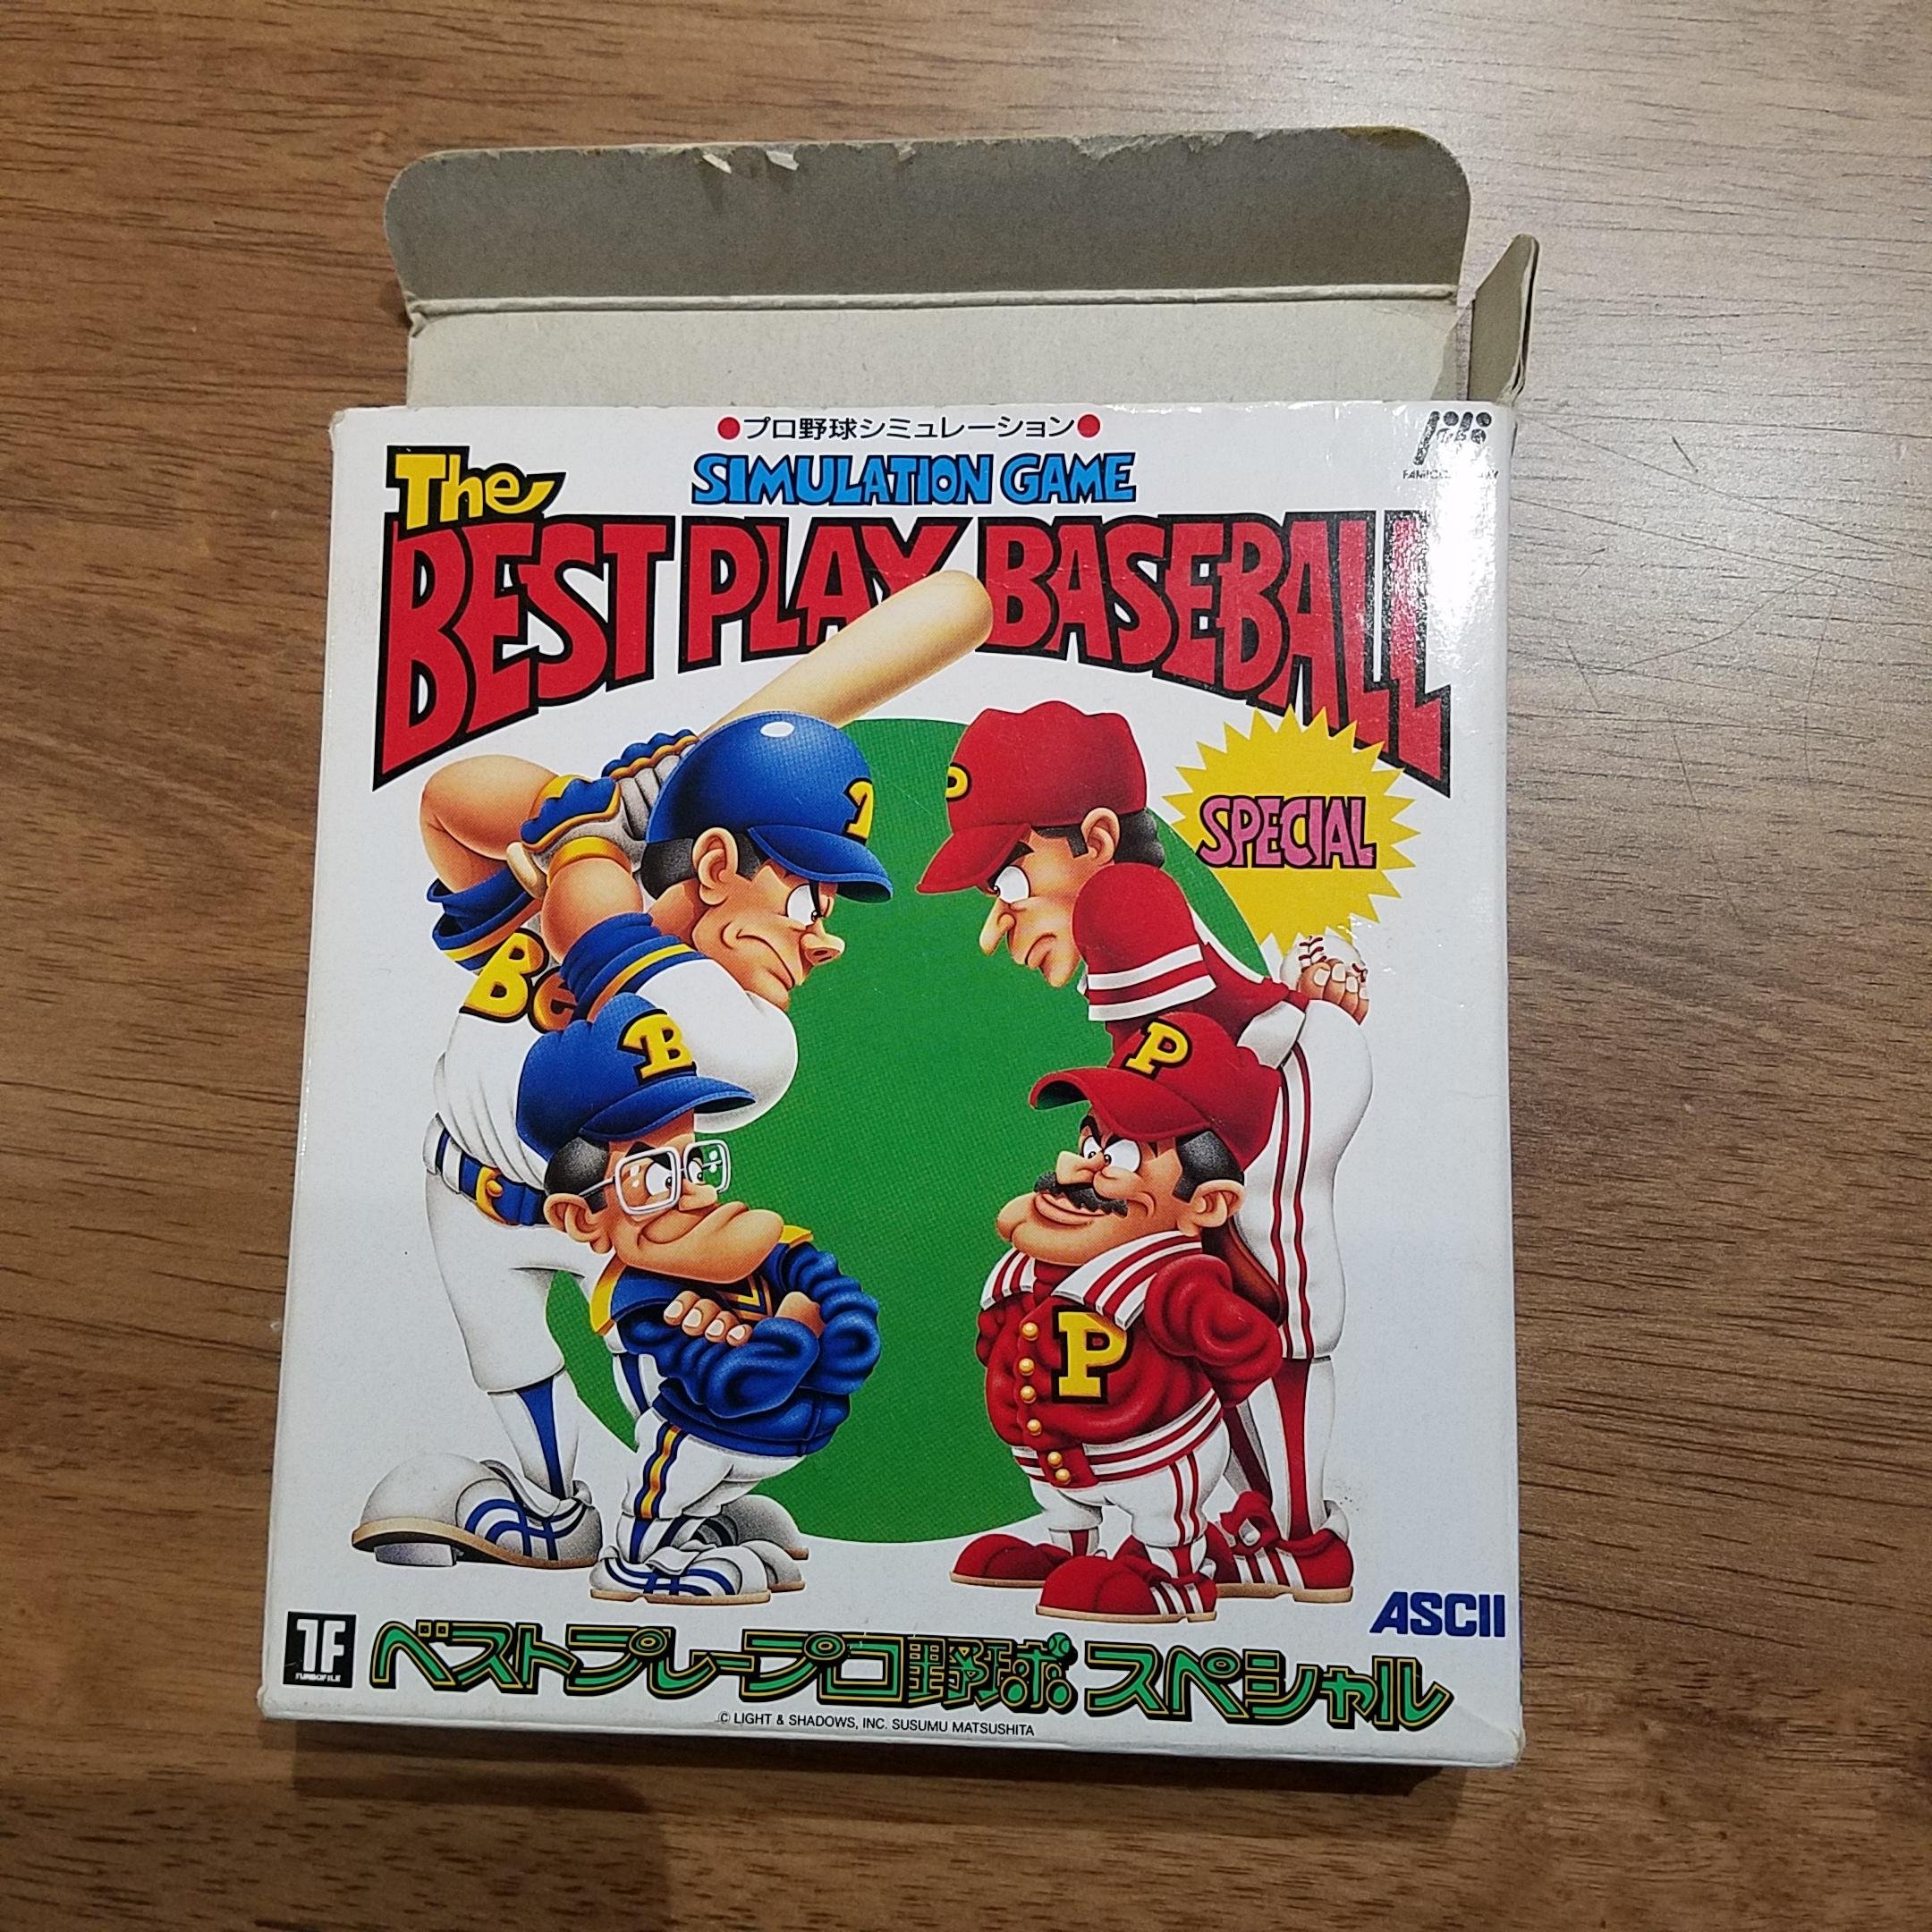 ●プロ野球シミュレーション●
SIMULATION GAME
The
BEST PLAY BASEBALL
SPECIAL
P
B
P
P
ASCII
TF
TURBOFILE
ベストプレープロ野球 スペシャル
© LIGHT & SHADOWS, INC. SUSUMU MATSUSHITA